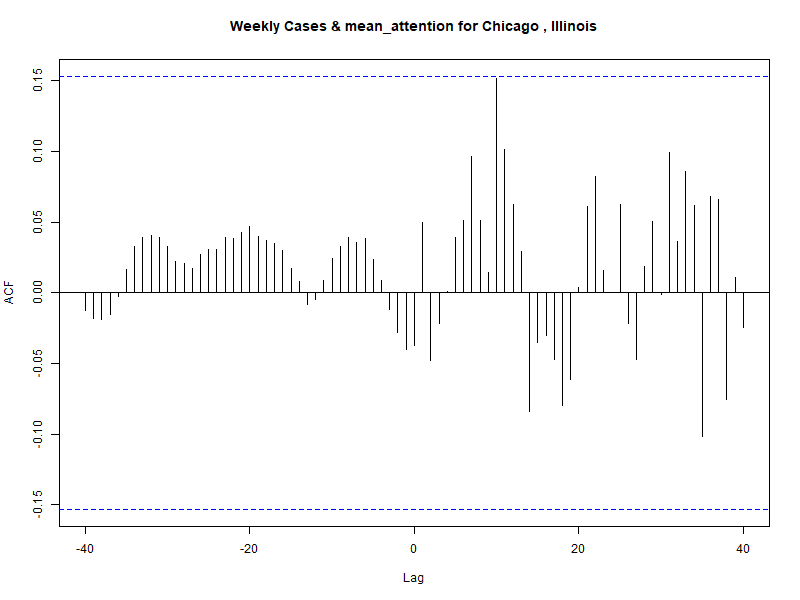 Weekly Cases & mean_attention for Chicago , Illinois
ACF
0.15
0.10
0.05
0.00
-0.05
-0.10
-0.15
-40 -20 0 20 40
Lag